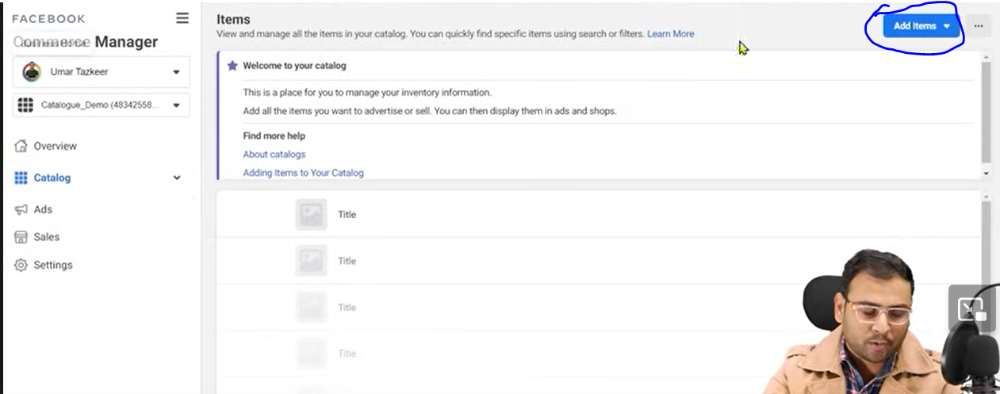 FACEBOOK
Commerce Manager
Umar Tazkeer
Catalogue_Demo (48342558...
Overview
Catalog
Ads
Sales
Settings
Items
View and manage all the items in your catalog. You can quickly find specific items using search or filters. Learn More
Add items
Welcome to your catalog
This is a place for you to manage your inventory information.
Add all the items you want to advertise or sell. You can then display them in ads and shops.
Find more help
About catalogs
Adding Items to Your Catalog
Title
Title
Title
Title